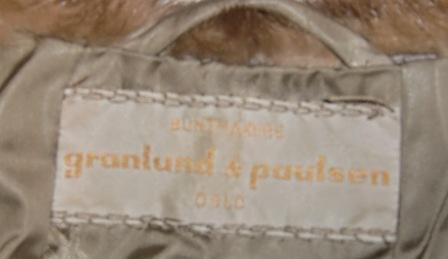 BUNTMAKERE
granlund & paulsen
OSLO